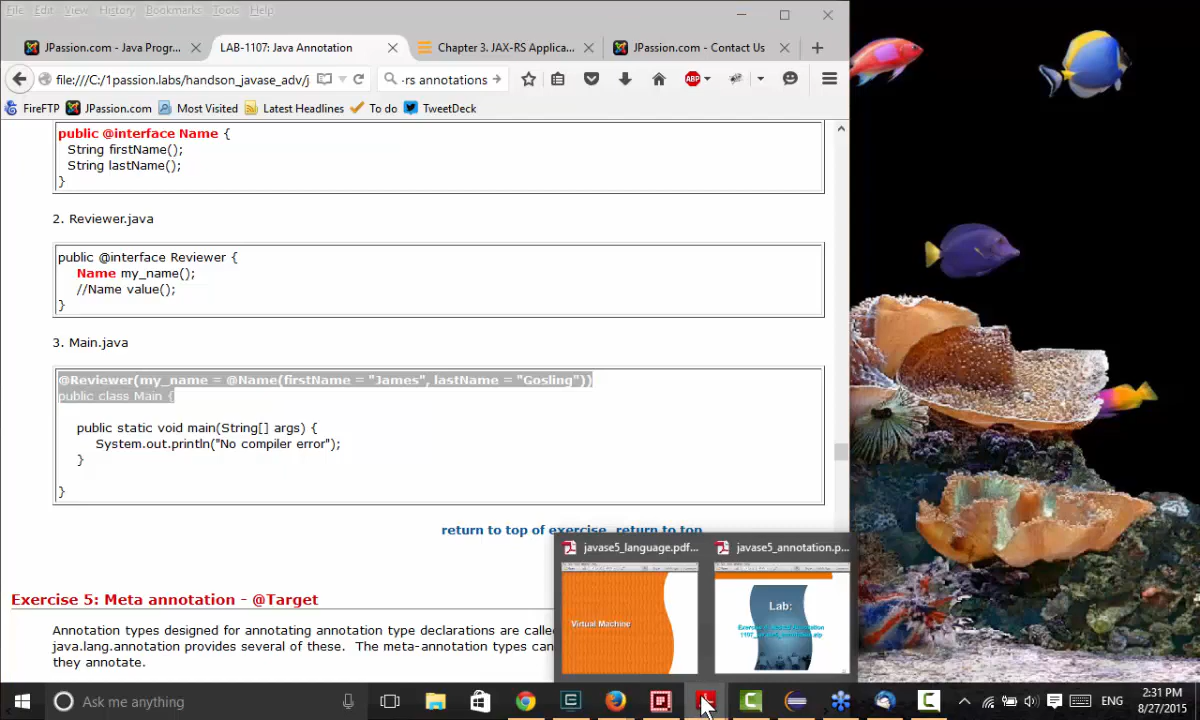 File Edit View History Bookmarks Tools Help
JPassion.com - Java Progr...
LAB-1107: Java Annotation
Chapter 3. JAX-RS Applica...
JPassion.com - Contact Us
file:///C:/1passion.labs/handson_javase_adv/j
-rs annotations
ABP
FireFTP JPassion.com Most Visited Latest Headlines To do TweetDeck
public @interface Name {
String firstName();
String lastName();
}
2. Reviewer.java
public @interface Reviewer {
Name my_name();
//Name value();
}
3. Main.java
@Reviewer(my_name = @Name(firstName = "James", lastName = "Gosling"))
public class Main {
public static void main(String[] args) {
System.out.println("No compiler error");
}
}
return to top of exercise return to top
javase5_language.pdf...
javase5_annotation.p...
Virtual Machine
Lab:
Exercise 5: Meta annotation - @Target
Annotation types designed for annotating annotation type declarations are calle
java.lang.annotation provides several of these. The meta-annotation types can
they annotate.
Ask me anything
ENG
2:31 PM
8/27/2015